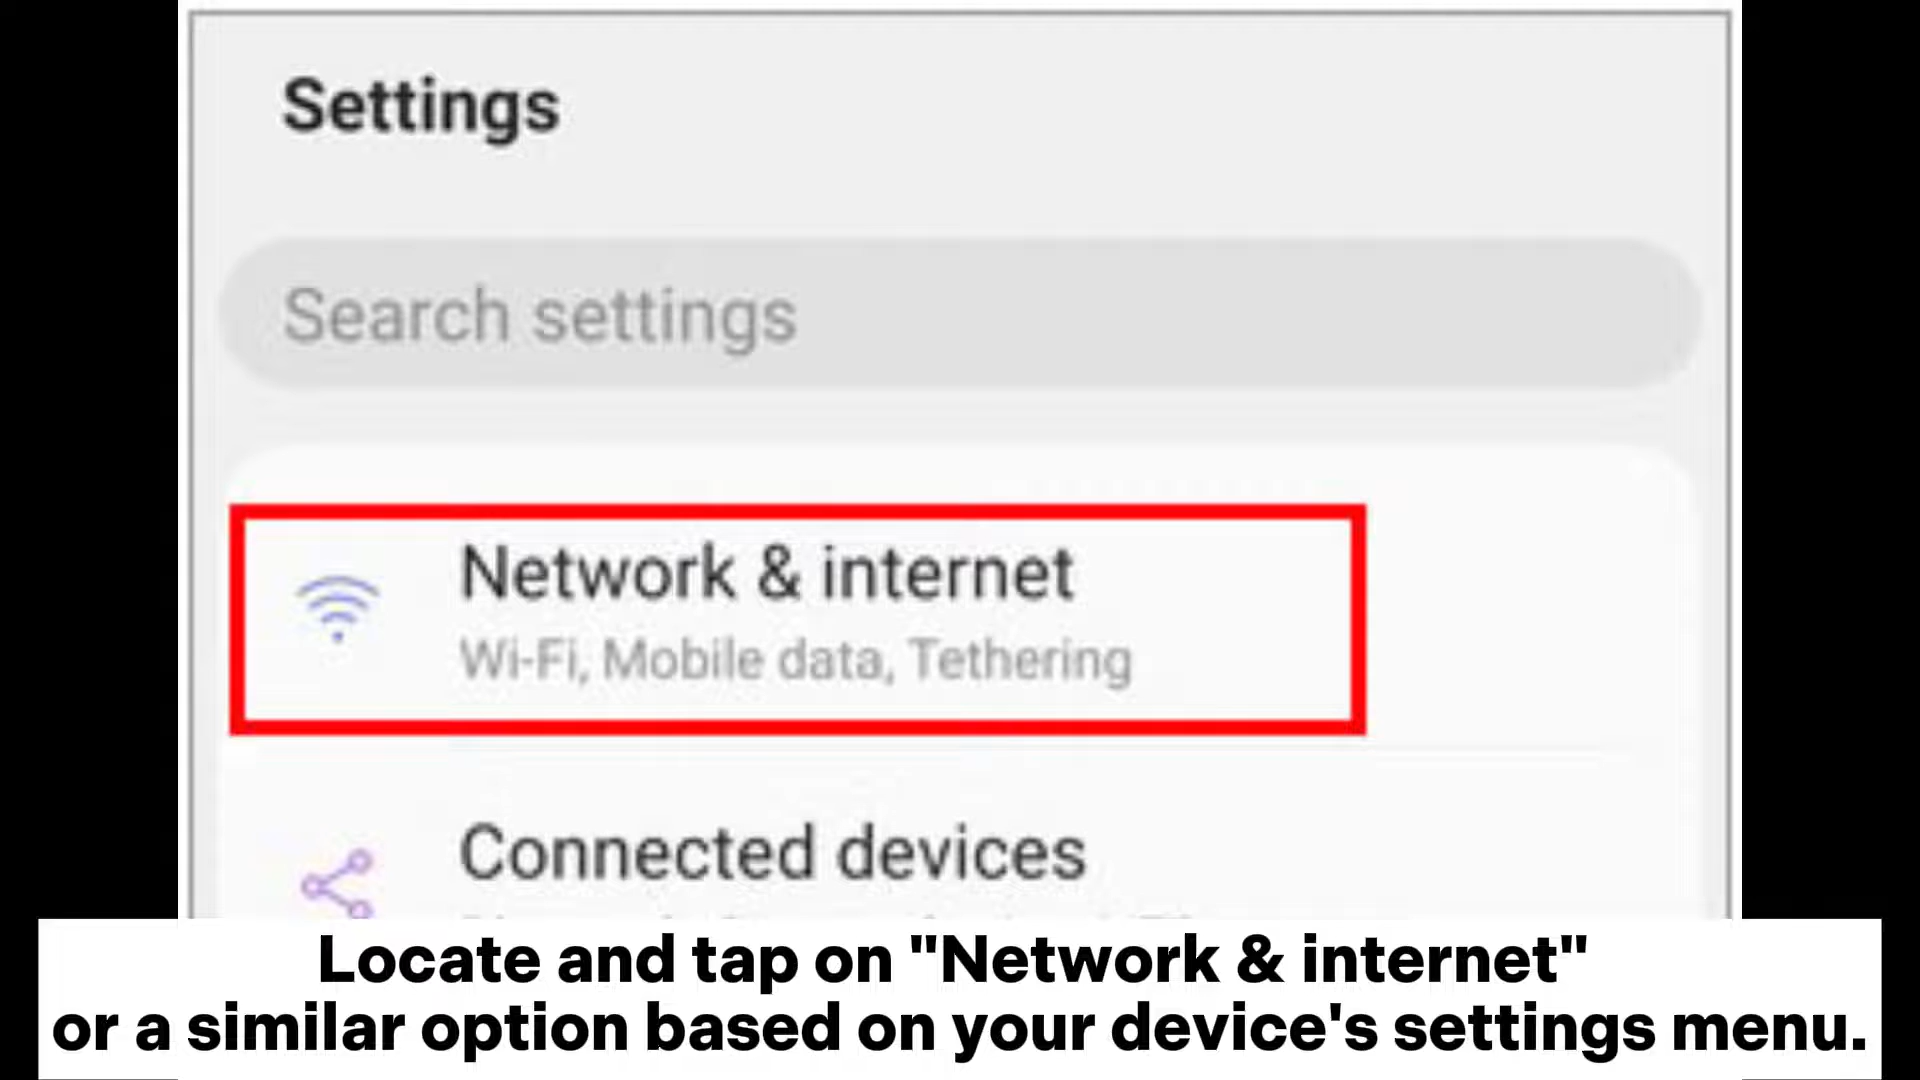 Settings
Search settings
Network & internet
Wi-Fi, Mobile data, Tethering
Connected devices
Locate and tap on "Network & internet"
or a similar option based on your device's settings menu.